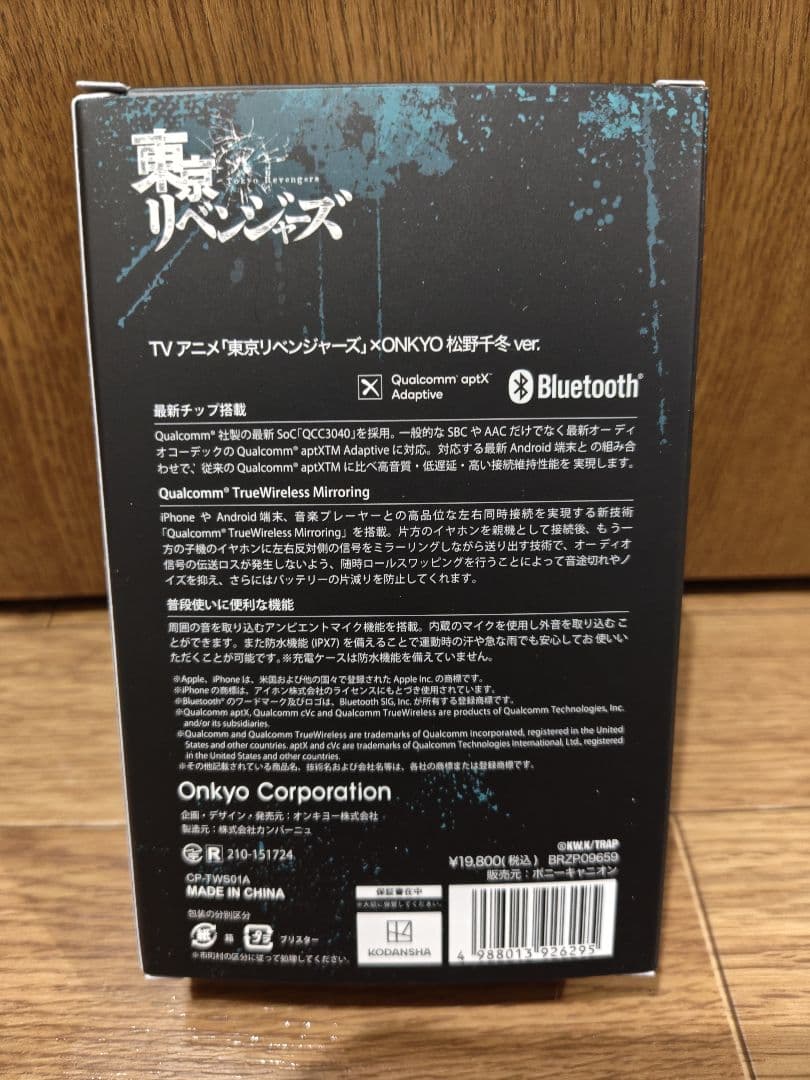 東京
Tokyo Revengers
リベンジャーズ
TV アニメ「東京リベンジャーズ」×ONKYO 松野千冬 ver.
Qualcomm® aptX™
Adaptive
Bluetooth®
最新チップ搭載
Qualcomm® 社製の最新 SoC「QCC3040」を採用。一般的な SBC や AAC だけでなく最新オーディ
オコーデックの Qualcomm® aptXTM Adaptive に対応。対応する最新 Android 端末と の組み合
わせで、従来の Qualcomm® aptXTM に比べ高音質・低遅延・高い接続維持性能を 実現します。
Qualcomm® TrueWireless Mirroring
iPhone や Android 端末、音楽プレーヤーとの高品位な左右同時接続を実現する新技術
「Qualcomm® TrueWireless Mirroring」を搭載。片方のイヤホンを親機として接続後、もう一
方の子機のイヤホンに左右反対側の信号をミラーリングしながら送り出す技術で、オーディオ
信号の伝送ロスが発生しないよう、随時ロールスワッピングを行うことによって音途切れやノ
イズを抑え、さらにはバッテリーの片減りを防止してくれます。
普段使いに便利な機能
周囲の音を取り込むアンビエントマイク機能を搭載。内蔵のマイクを使用し外音を取り込むこ
とができます。また防水機能 (IPX7) を備えることで運動時の汗や急な雨でも安心してお 使いい
ただくことが可能です。※充電ケースは防水機能を備えていません。
※Apple、iPhone は、米国および他の国々で登録された Apple Inc. の商標です。
※iPhone の商標は、アイホン株式会社のライセンスにもとづき使用されています。
※Bluetooth® のワードマーク及びロゴは、Bluetooth SIG, Inc. が所有する登録商標です。
※Qualcomm aptX, Qualcomm cVc and Qualcomm TrueWireless are products of Qualcomm Technologies, Inc.
and/or its subsidiaries.
※Qualcomm and Qualcomm TrueWireless are trademarks of Qualcomm Incorporated, registered in the United
States and other countries. aptX and cVc are trademarks of Qualcomm Technologies International, Ltd., registered
in the United States and other countries.
※その他記載されている商品名、技術名および会社名等は、各社の商標または登録商標です。
Onkyo Corporation
企画・デザイン・発売元：オンキヨー株式会社
製造元：株式会社カンパーニュ
R 210-151724
CP-TWS01A
MADE IN CHINA
包装の分別区分
紙 箱 プラ ブリスター
※市町村の区分に従って処理してください。
保証書在中
※大切に保管してください。
KODANSHA
©KW.K/TRAP
¥19,800(税込) BRZP09659
販売元：ポニーキャニオン
4 988013 926295